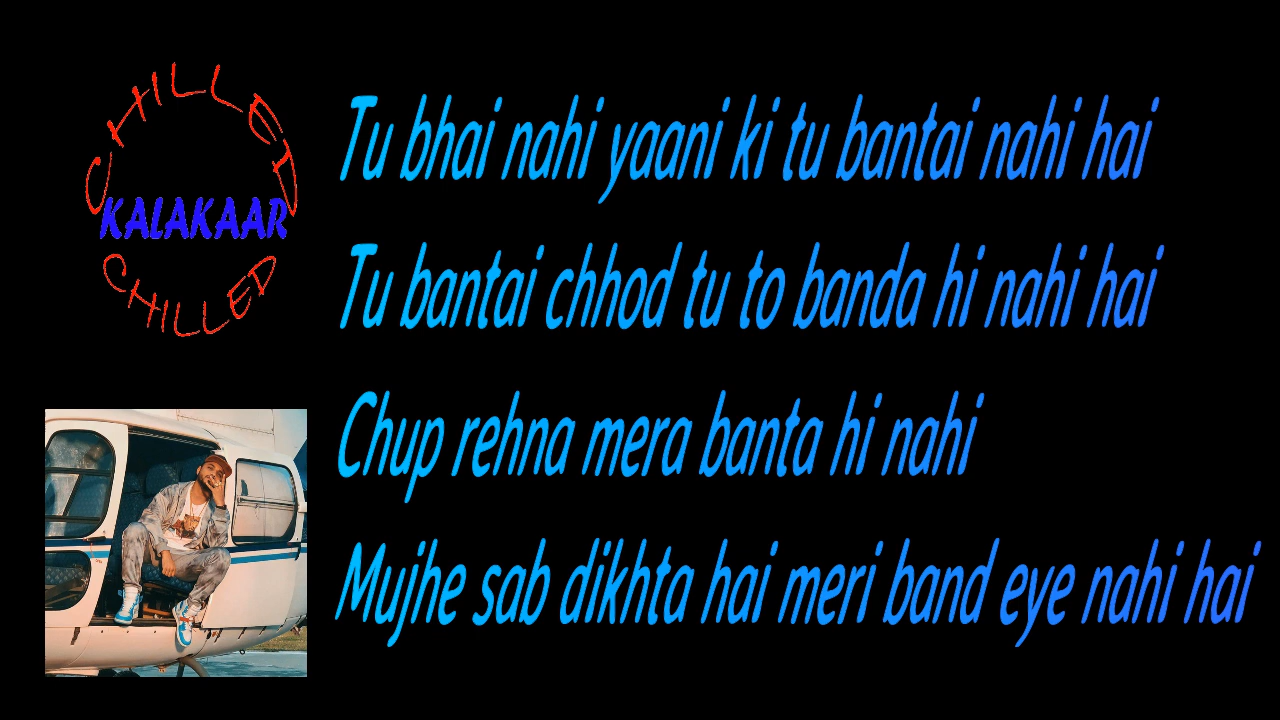 CHILLED
KALAKAAR
CHILLED
Tu bhai nahi yaani ki tu bantai nahi hai
Tu bantai chhod tu to banda hi nahi hai
Chup rehna mera banta hi nahi
Mujhe sab dikhta hai meri band eye nahi hai